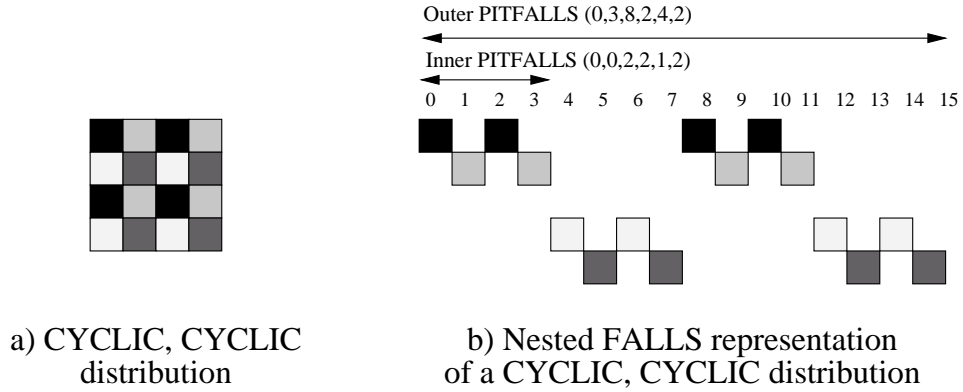 Outer PITFALLS (0,3,8,2,4,2)
Inner PITFALLS (0,0,2,2,1,2)
0 1 2 3 4 5 6 7 8 9 10 11 12 13 14 15
a) CYCLIC, CYCLIC
distribution
b) Nested FALLS representation
of a CYCLIC, CYCLIC distribution